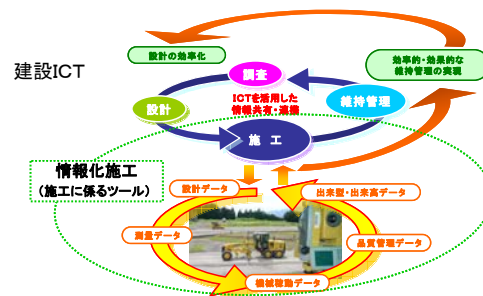 設計の効率化
効率的・効果的な
維持管理の実現
建設ICT
調査
ICTを活用した
情報共有・連携
設計
維持管理
施工
情報化施工
(施工に係るツール)
設計データ
出来型・出来高データ
測量データ
品質管理データ
機械稼動データ